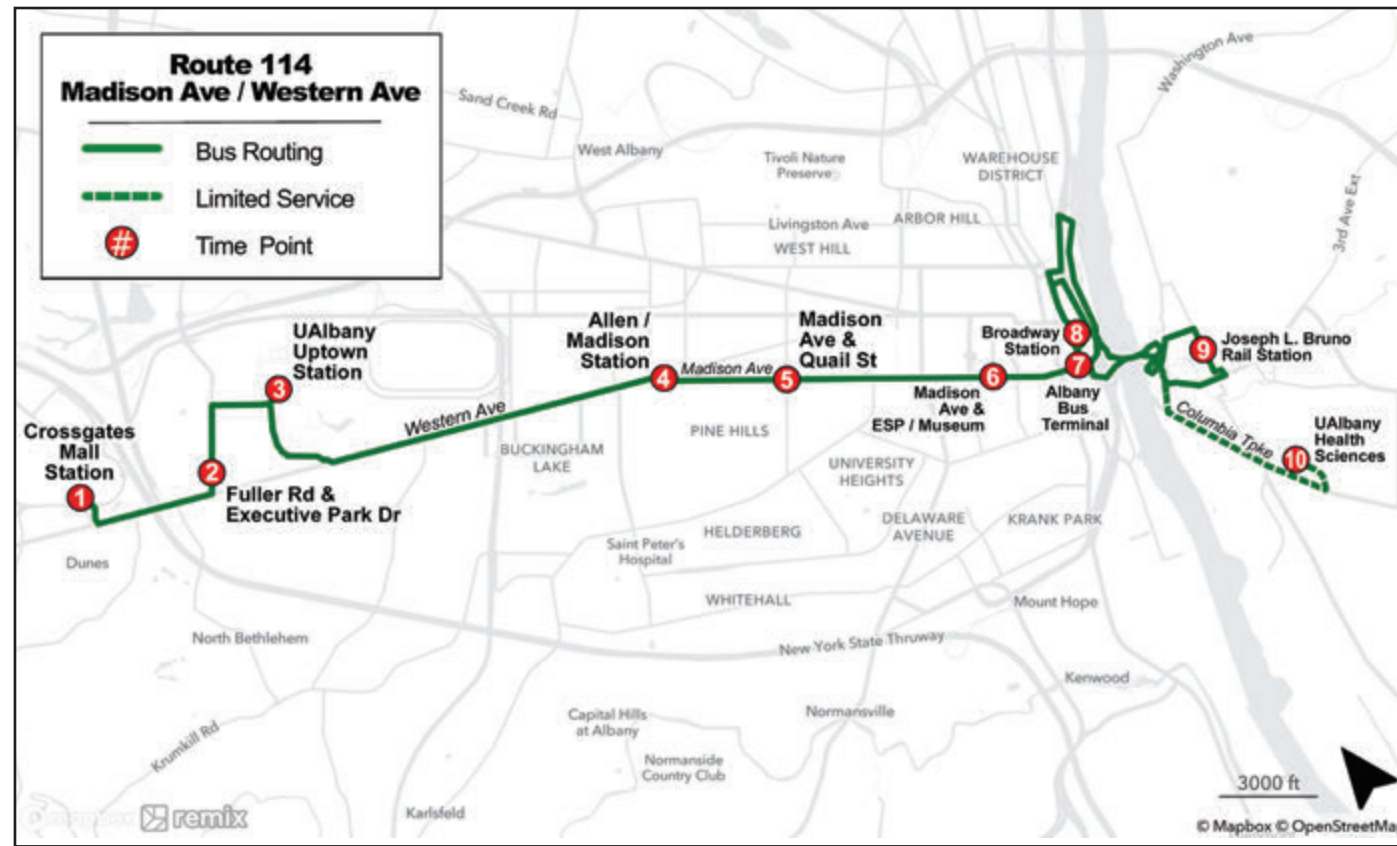 Route 114
Madison Ave / Western Ave
Bus Routing
Limited Service
#
Time Point
Sand Creek Rd
West Albany
Tivoli Nature
Preserve
WAREHOUSE
DISTRICT
Washington Ave
3rd Ave Ext
Livingston Ave
ARBOR HILL
WEST HILL
UAlbany
Uptown
Station
3
Allen /
Madison
Station
4
Madison Ave
Madison
Ave &
Quail St
5
Broadway
Station
8
7
Albany
Bus
Terminal
6
Madison
Ave &
ESP / Museum
9
Joseph L. Bruno
Rail Station
Columbia Tpke
UAlbany
Health
Sciences
10
Crossgates
Mall
Station
1
2
Fuller Rd &
Executive Park Dr
Western Ave
BUCKINGHAM
LAKE
PINE HILLS
UNIVERSITY
HEIGHTS
DELAWARE
AVENUE
KRANK PARK
HELDERBERG
Saint Peter's
Hospital
Dunes
WHITEHALL
Mount Hope
North Bethlehem
New York State Thruway
Kenwood
Normansville
Capital Hills
at Albany
Krumkill Rd
Normanside
Country Club
Karlsfeld
mapbox
remix
3000 ft
© Mapbox © OpenStreetMap